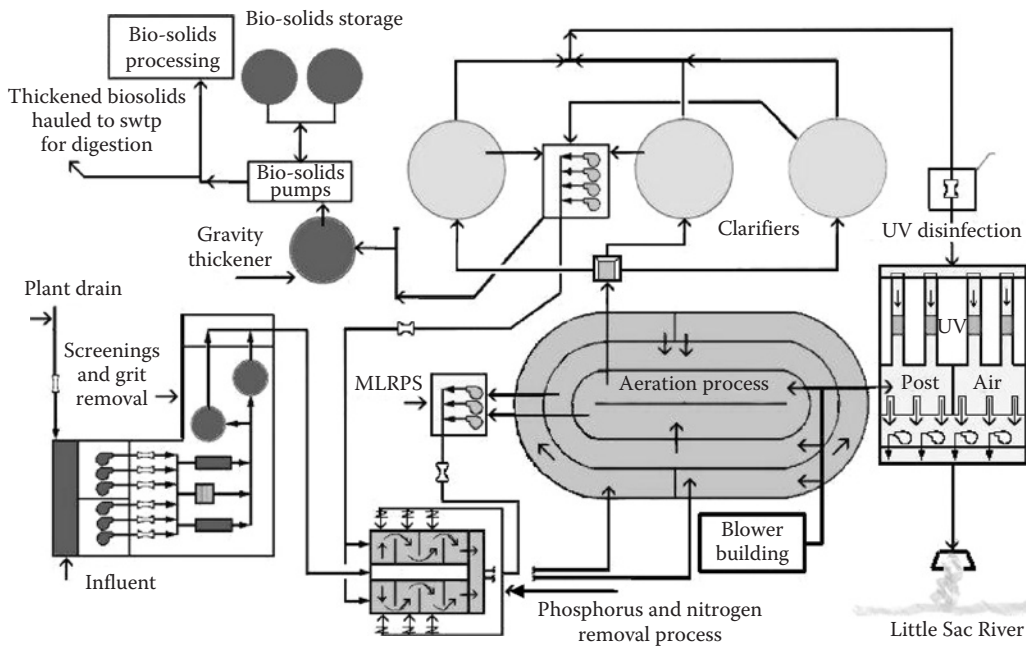 Bio-solids storage
Bio-solids
processing
Thickened biosolids
hauled to swtp
for digestion
Bio-solids
pumps
Gravity
thickener
Clarifiers
UV disinfection
Plant drain
Screenings
and grit
removal
MLRPS
Aeration process
UV
Post
Air
Blower
building
Influent
Phosphorus and nitrogen
removal process
Little Sac River